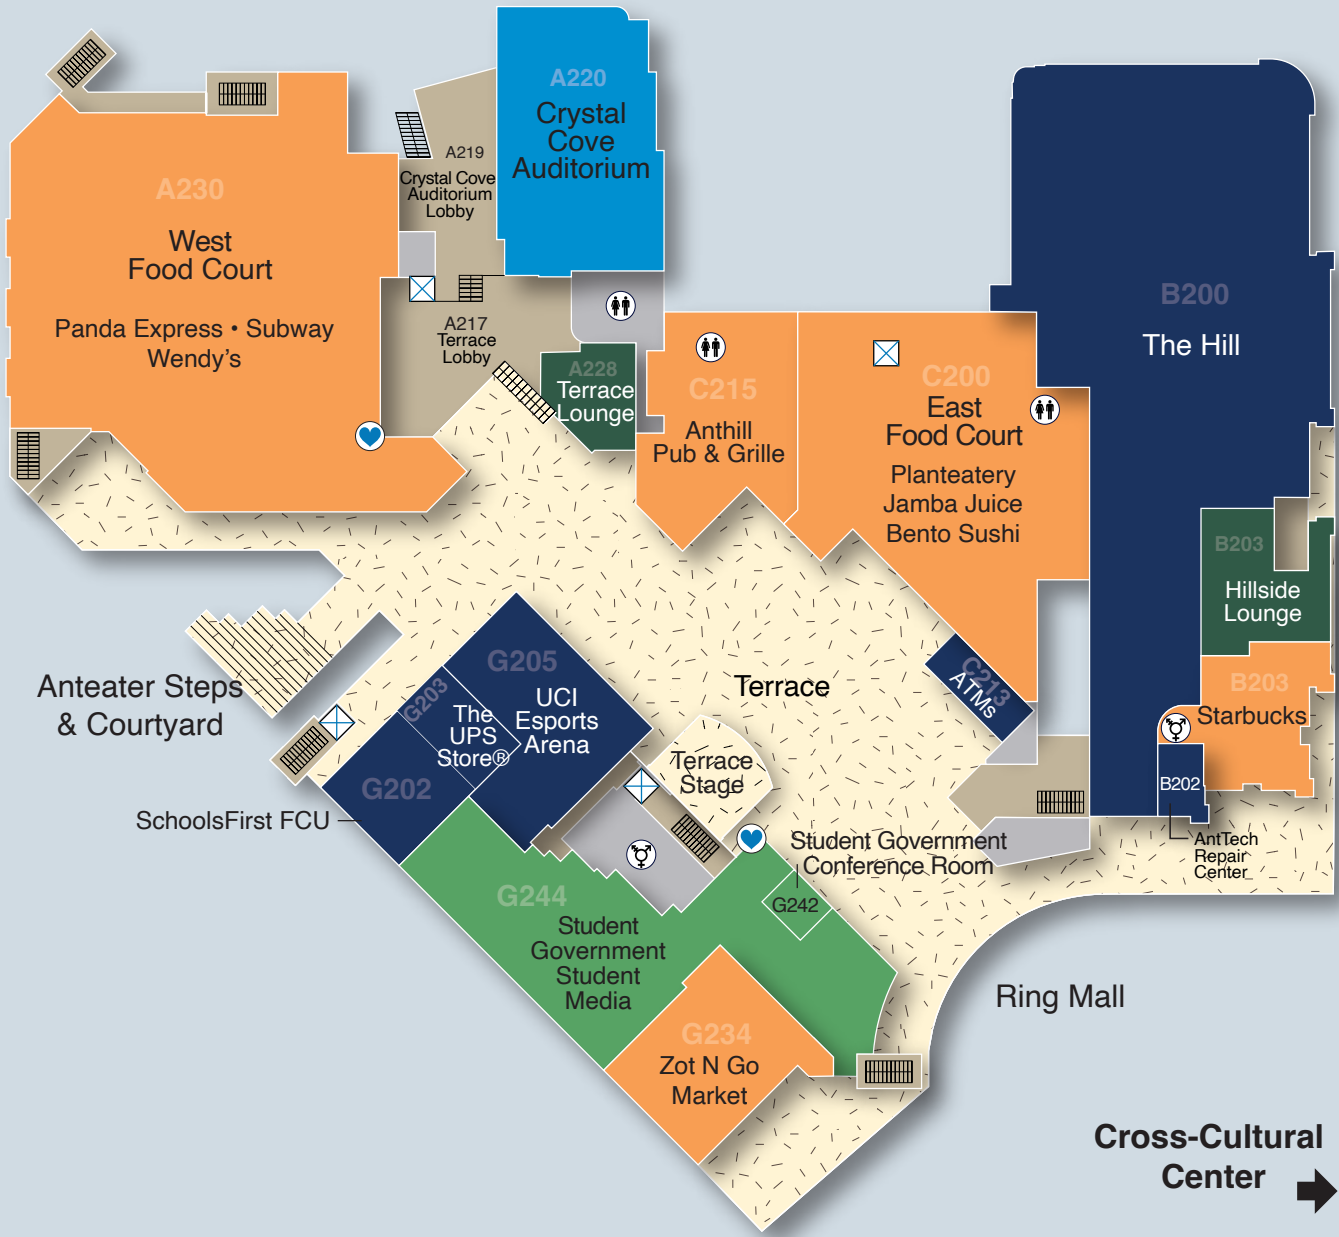 A220
Crystal
Cove
Auditorium
A219
Crystal Cove
Auditorium
Lobby
A230
West
Food Court
Panda Express • Subway
Wendy's
A217
Terrace
Lobby
A228
Terrace
Lounge
C215
Anthill
Pub & Grille
C200
East
Food Court
Planteatery
Jamba Juice
Bento Sushi
B200
The Hill
B203
Hillside
Lounge
B203
Starbucks
B202
AntTech
Repair
Center
C213
ATMs
Terrace
Terrace
Stage
Anteater Steps
& Courtyard
G205
UCI
Esports
Arena
G203
The
UPS
Store®
G202
SchoolsFirst FCU
Student Government
Conference Room
G242
G244
Student
Government
Student
Media
G234
Zot N Go
Market
Ring Mall
Cross-Cultural
Center